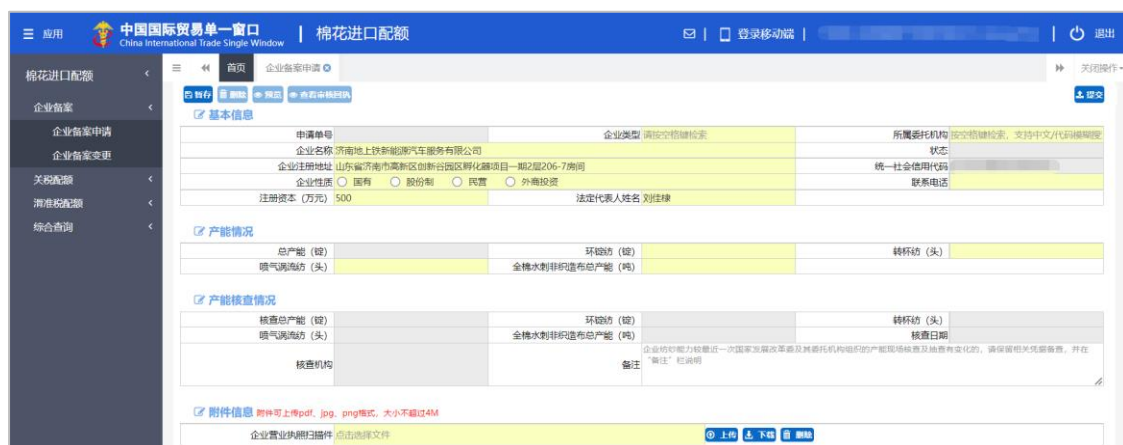 应用 中国国际贸易单一窗口 棉花进口配额 登录移动端 退出
China International Trade Single Window
棉花进口配额 首页 企业备案申请 关闭操作
企业备案
企业备案申请
企业备案变更
关税配额
滑准税配额
综合查询
暂存 删除 预览 查看审核回执 提交
基本信息
申请单号 企业类型 请按空格键检索 所属委托机构 按空格键检索，支持中文/代码模糊搜
企业名称 济南地上铁新能源汽车服务有限公司 状态
企业注册地址 山东省济南市高新区创新谷园区孵化器项目一期2层206-7房间 统一社会信用代码
企业性质 国有 股份制 民营 外商投资 联系电话
注册资本（万元） 500 法定代表人姓名 刘佳棣
产能情况
总产能（锭） 环锭纺（锭） 转杯纺（头）
喷气涡流纺（头） 全棉水刺非织造布总产能（吨）
产能核查情况
核查总产能（锭） 环锭纺（锭） 转杯纺（头）
喷气涡流纺（头） 全棉水刺非织造布总产能（吨） 核查日期
核查机构 备注 企业纺纱能力较最近一次国家发展改革委及其委托机构组织的产能现场核查及抽查有变化的，请保留相关凭据备查，并在
“备注”栏说明
附件信息 附件可上传pdf、jpg、png格式，大小不超过4M
企业营业执照扫描件 点击选择文件 上传 下载 删除